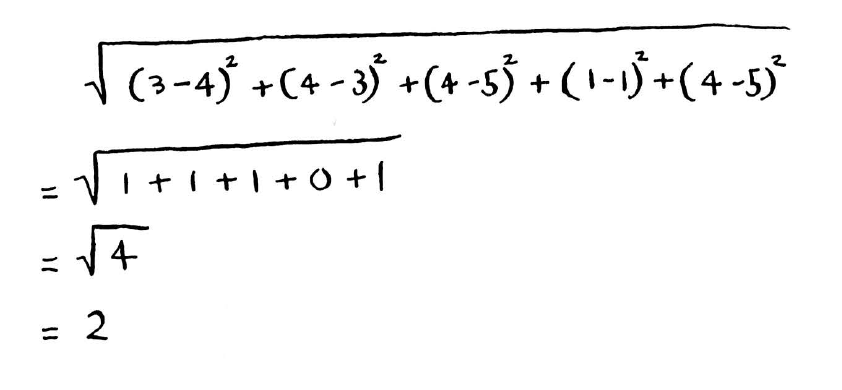 √((3-4)² + (4-3)² + (4-5)² + (1-1)² + (4-5)²)
= √(1 + 1 + 1 + 0 + 1)
= √4
= 2